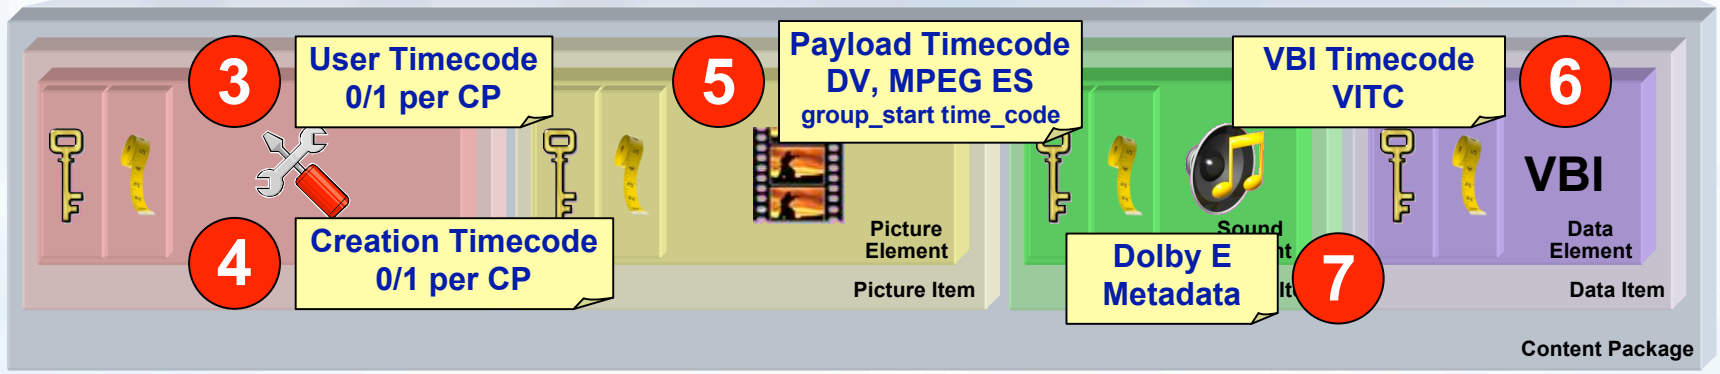 3
User Timecode
0/1 per CP
4
Creation Timecode
0/1 per CP
5
Payload Timecode
DV, MPEG ES
group_start time_code
Picture
Element
Picture Item
VBI Timecode
VITC
6
VBI
Sound
Dolby E
Metadata
7
Data
Element
Data Item
Content Package